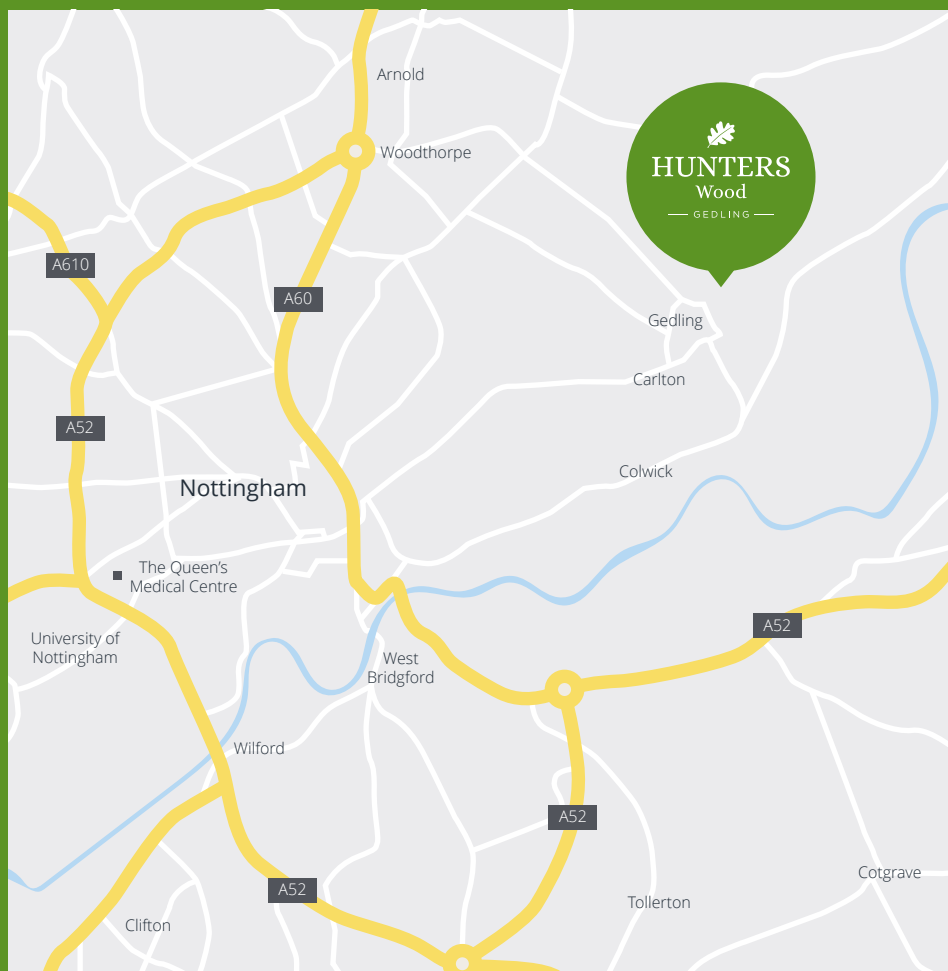 Arnold
Woodthorpe
HUNTERS
Wood
GEDLING
A610
A60
Gedling
Carlton
A52
Colwick
Nottingham
The Queen’s
Medical Centre
A52
University of
Nottingham
West
Bridgford
Wilford
A52
Cotgrave
A52
Tollerton
Clifton